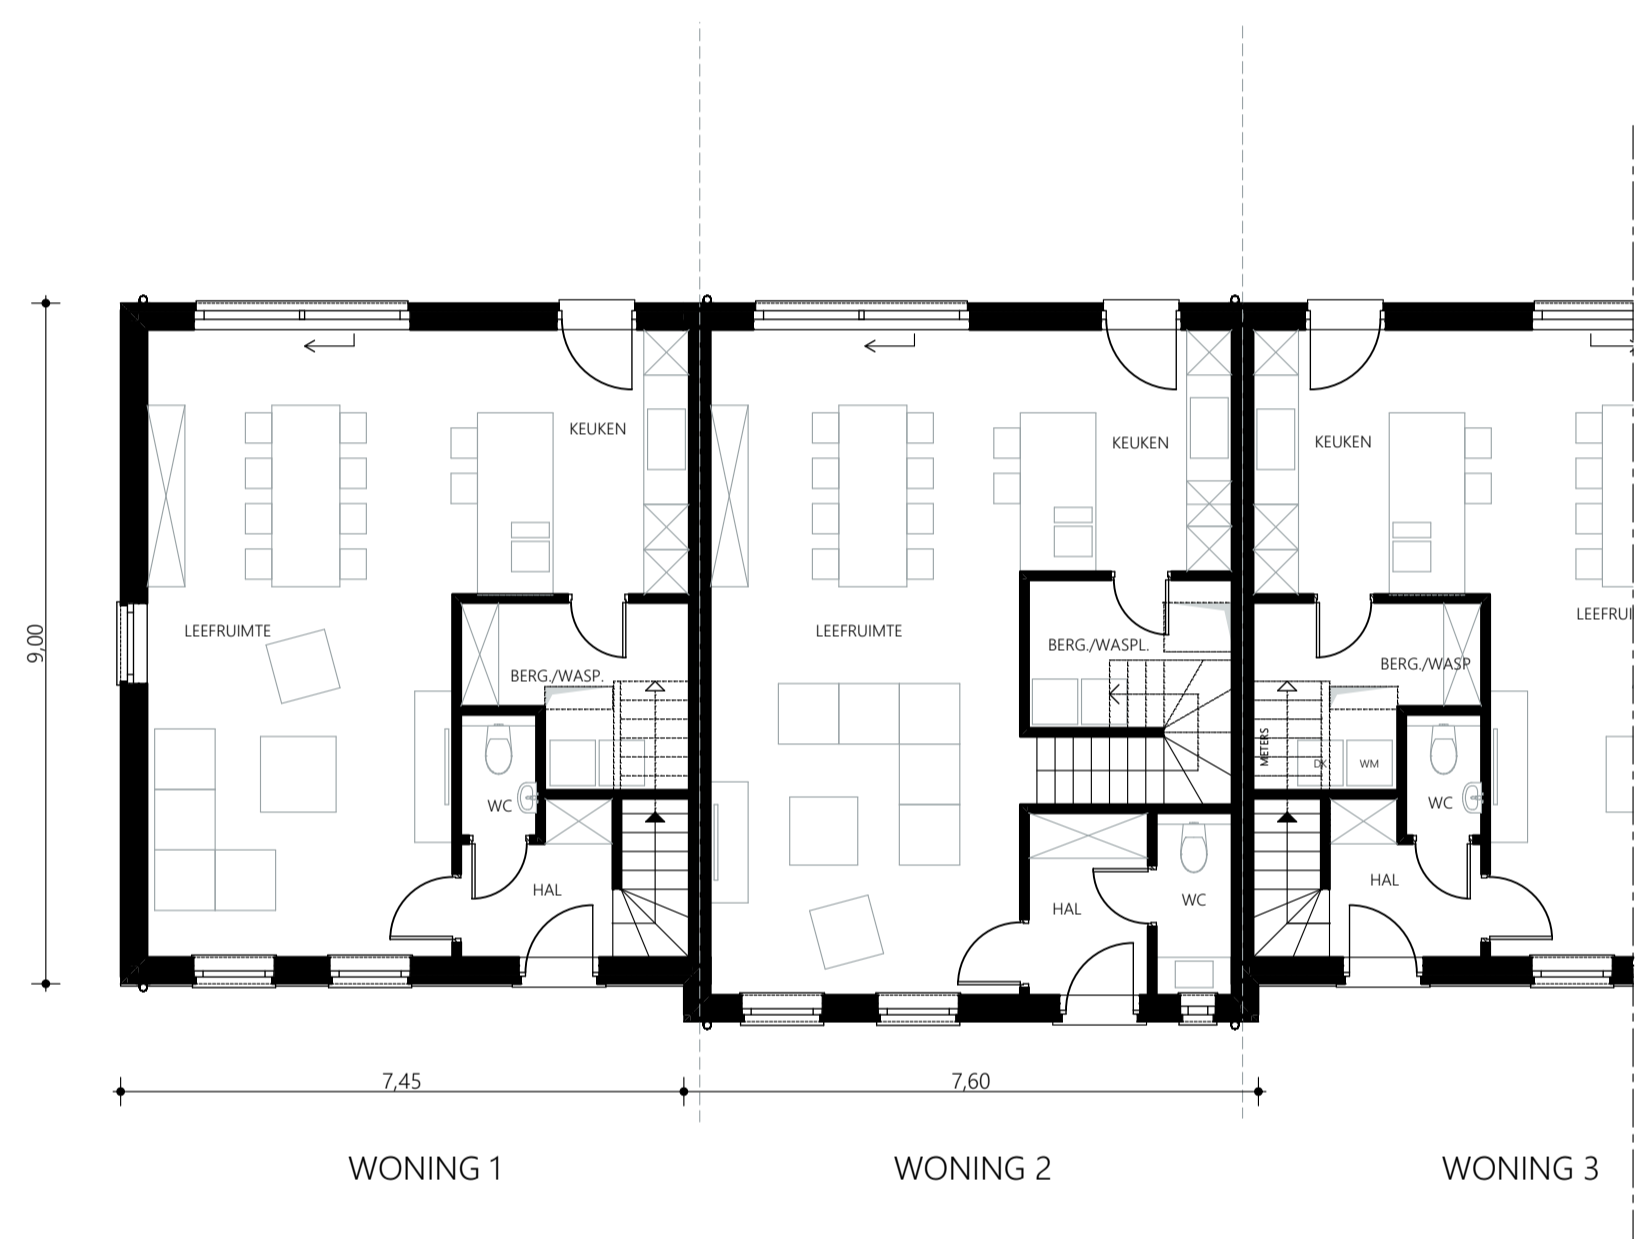 KEUKEN
KEUKEN
KEUKEN
LEEFRUI
9,00
LEEFRUIMTE
LEEFRUIMTE
BERG./WASPL.
BERG./WASP
BERG./WASP.
METERS
DK
WM
WC
WC
HAL
HAL
WC
HAL
7,45
7,60
WONING 1
WONING 2
WONING 3